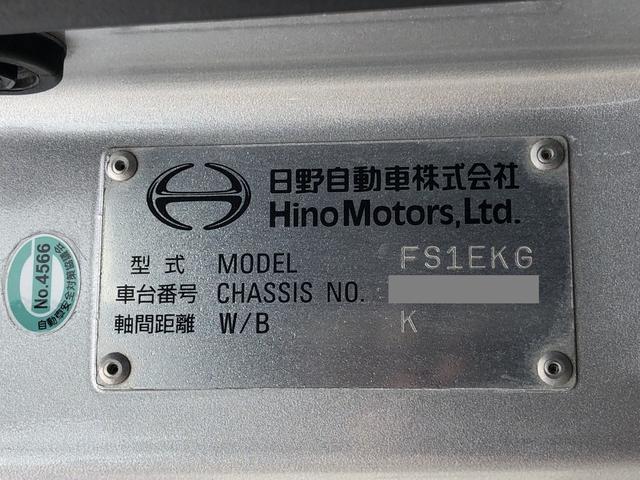 日野自動車株式会社
Hino Motors, Ltd.
型式 MODEL FS1EKG
車台番号 CHASSIS NO.
軸間距離 W/B K
No.4566